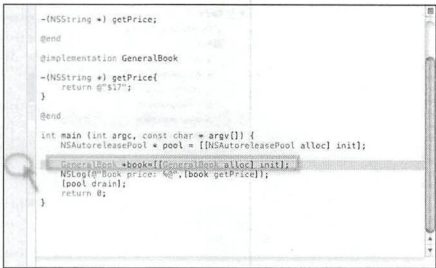 -(NSString *) getPrice;
@end
@implementation GeneralBook
-(NSString *) getPrice{
return @"$17";
}
@end
int main (int argc, const char * argv[]) {
NSAutoreleasePool * pool = [[NSAutoreleasePool alloc] init];
GeneralBook *book=[[GeneralBook alloc] init];
NSLog(@"Book price: %@",[book getPrice]);
[pool drain];
return 0;
}